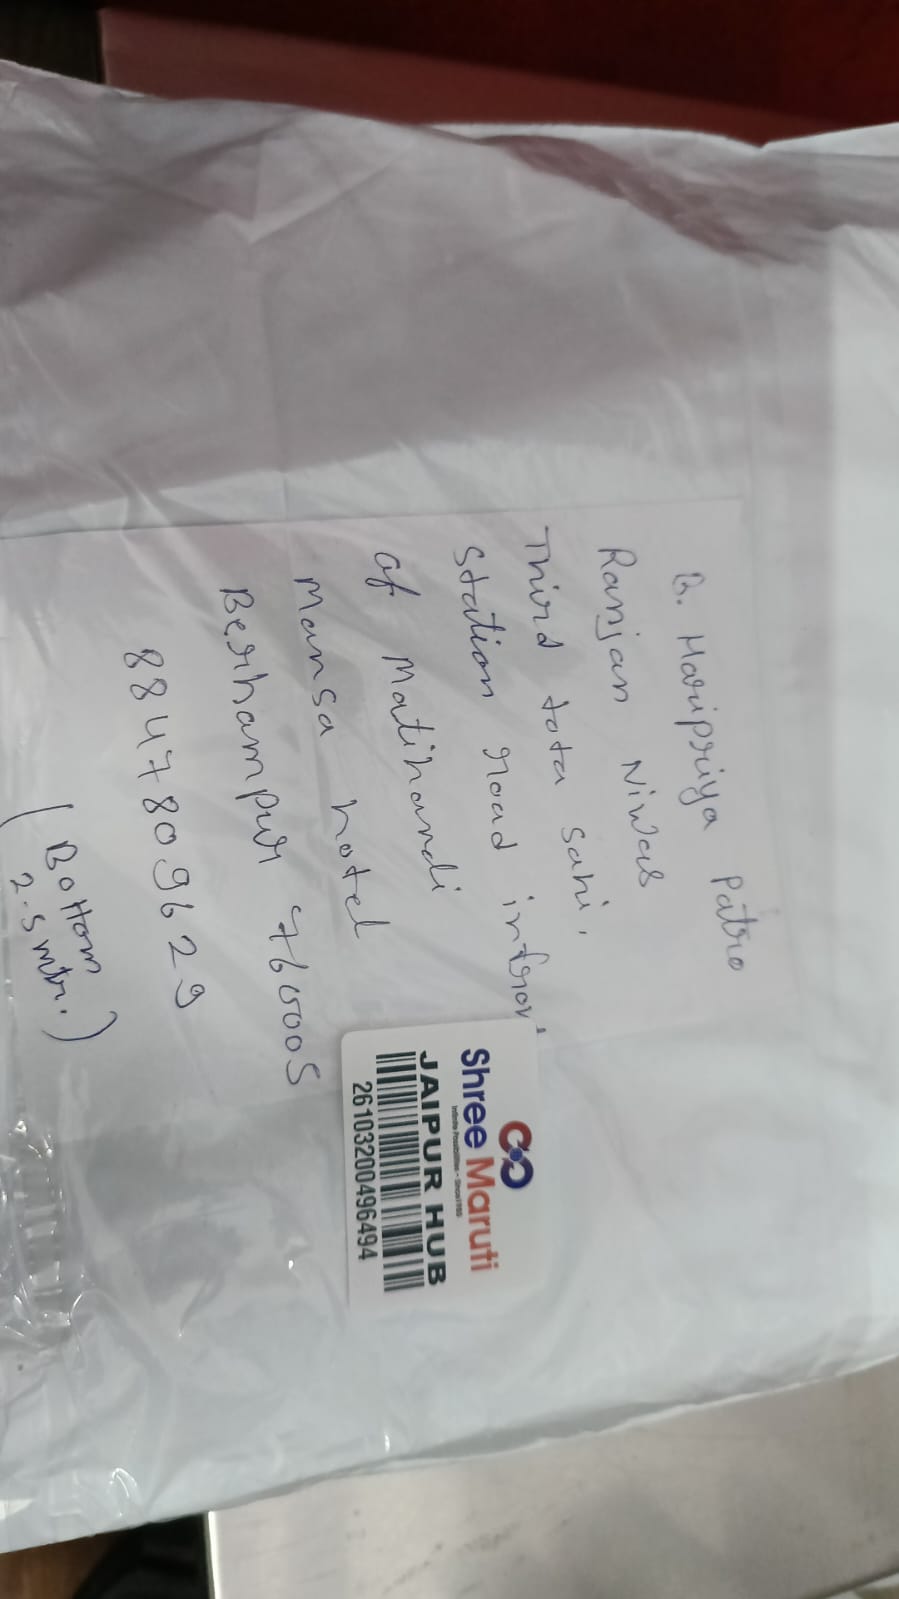 B. Haripriya Patro
Ranjan Niwas
Third tota sahi,
Station road infron
of Matihandi
Mansa hotel
Berhampur 760005
8847809629
(Bottom
2.5 mtr.)
Shree Maruti
JAIPUR HUB
26103200496494